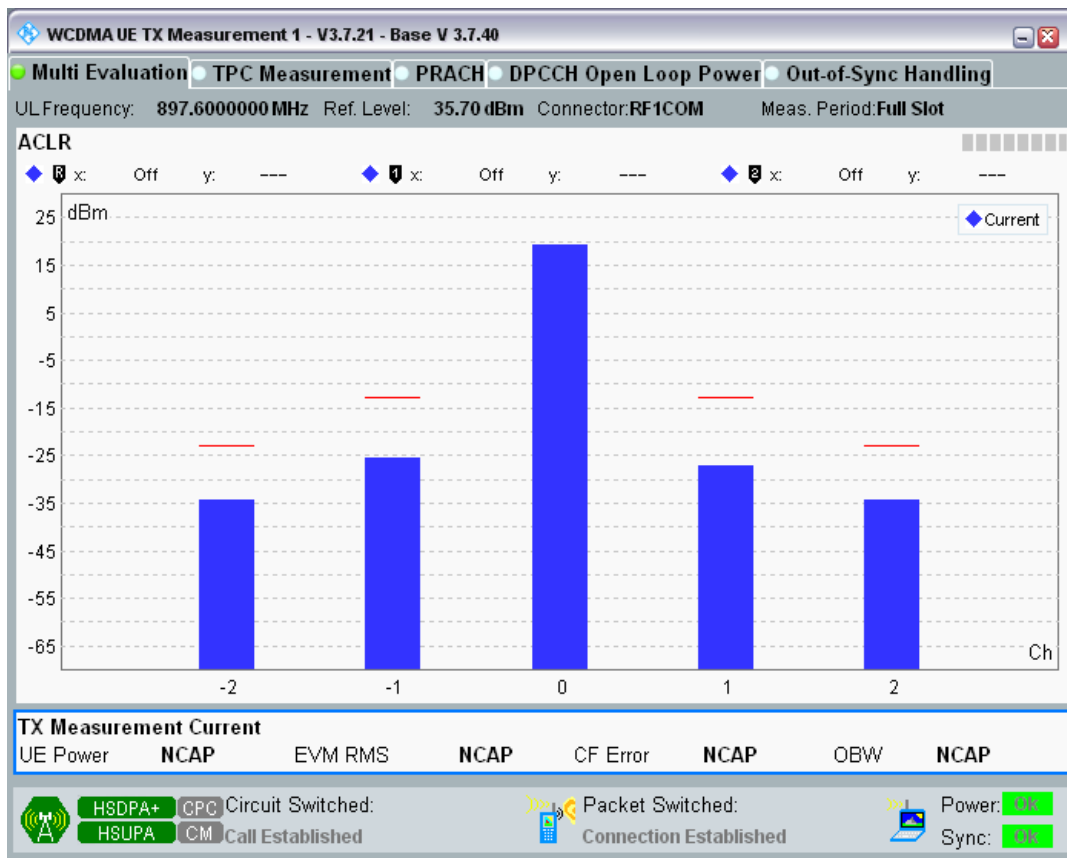 WCDMA UE TX Measurement 1 - V3.7.21 - Base V 3.7.40
Multi Evaluation TPC Measurement PRACH DPCCH Open Loop Power Out-of-Sync Handling
UL Frequency: 897.6000000 MHz Ref. Level: 35.70 dBm Connector: RF1COM Meas. Period: Full Slot
ACLR
R x: Off y: --- 1 x: Off y: --- 2 x: Off y: ---
dBm
Current
25
15
5
-5
-15
-25
-35
-45
-55
-65
Ch
-2 -1 0 1 2
TX Measurement Current
UE Power NCAP EVM RMS NCAP CF Error NCAP OBW NCAP
HSDPA+ CPC Circuit Switched: Packet Switched: Power: Ok
HSUPA CM Call Established Connection Established Sync: Ok